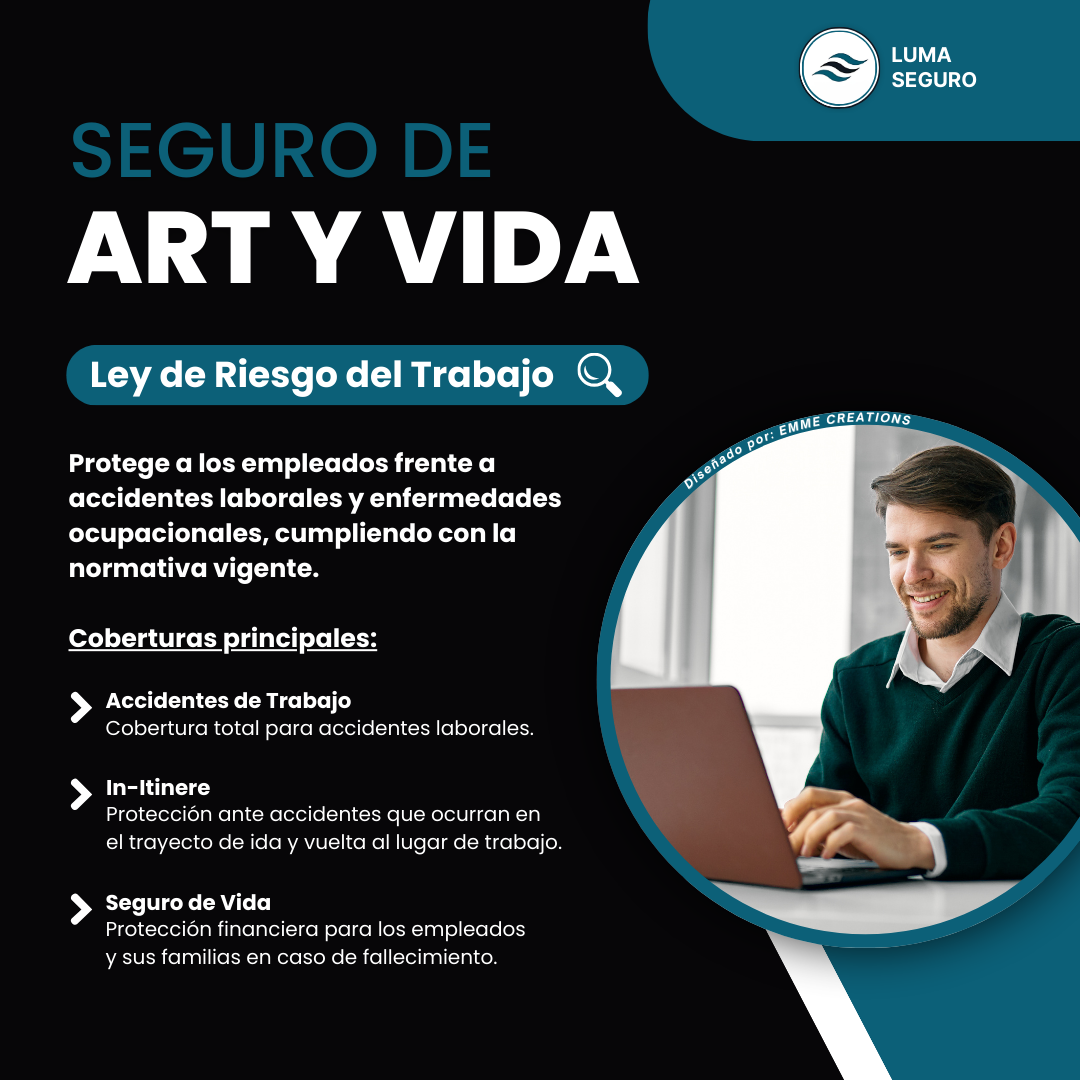 LUMA
SEGURO
SEGURO DE
ART Y VIDA
Ley de Riesgo del Trabajo
Diseñado por: EMME CREATIONS
Protege a los empleados frente a
accidentes laborales y enfermedades
ocupacionales, cumpliendo con la
normativa vigente.
Coberturas principales:
Accidentes de Trabajo
Cobertura total para accidentes laborales.
In-Itinere
Protección ante accidentes que ocurran en
el trayecto de ida y vuelta al lugar de trabajo.
Seguro de Vida
Protección financiera para los empleados
y sus familias en caso de fallecimiento.